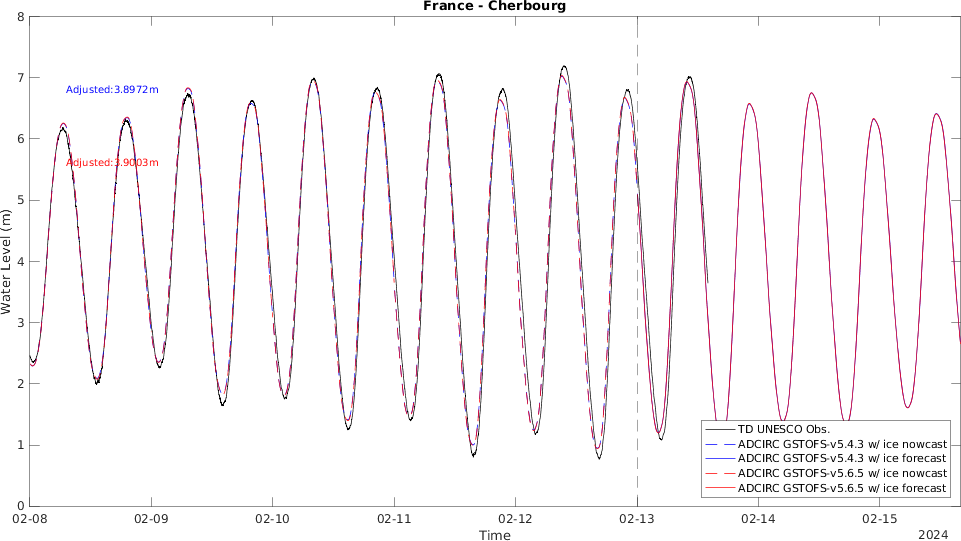 France - Cherbourg
8
7
6
5
4
3
2
1
0
Water Level (m)
Adjusted:3.8972m
Adjusted:3.9003m
TD UNESCO Obs.
ADCIRC GSTOFS-v5.4.3 w/ ice nowcast
ADCIRC GSTOFS-v5.4.3 w/ ice forecast
ADCIRC GSTOFS-v5.6.5 w/ ice nowcast
ADCIRC GSTOFS-v5.6.5 w/ ice forecast
02-08 02-09 02-10 02-11 02-12 02-13 02-14 02-15
Time
2024